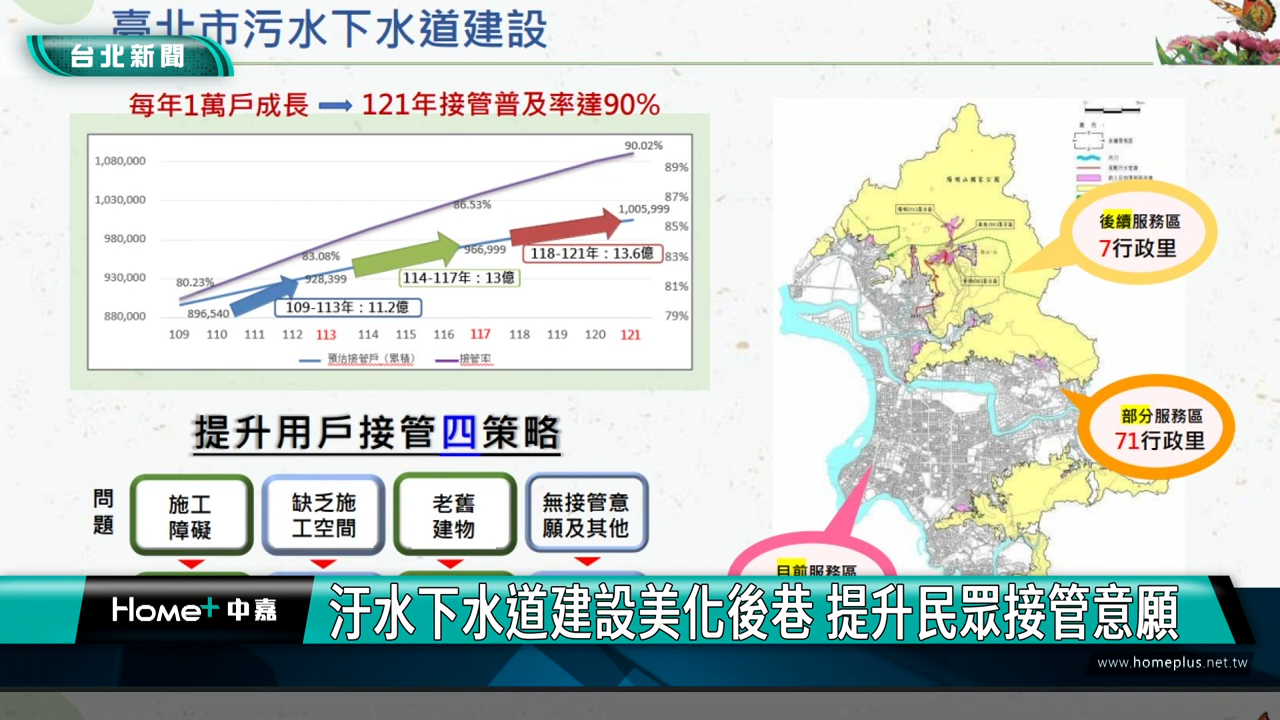 臺北市污水下水道建設
台北新聞
每年1萬戶成長 121年接管普及率達90%
1,080,000
1,030,000
980,000
930,000
880,000
89%
87%
85%
83%
81%
79%
90.02%
86.53%
1,005,999
83.08%
966,999
80.23%
928,399
896,540
118-121年：13.6億
114-117年：13億
109-113年：11.2億
109 110 111 112 113 114 115 116 117 118 119 120 121
預估接管戶（累積） 接管率
陽明山國家公園
後續服務區
7行政里
部分服務區
71行政里
目前服務區
提升用戶接管四策略
問題
施工
障礙
缺乏施
工空間
老舊
建物
無接管意
願及其他
Home+ 中嘉
汙水下水道建設美化後巷 提升民眾接管意願
www.homeplus.net.tw